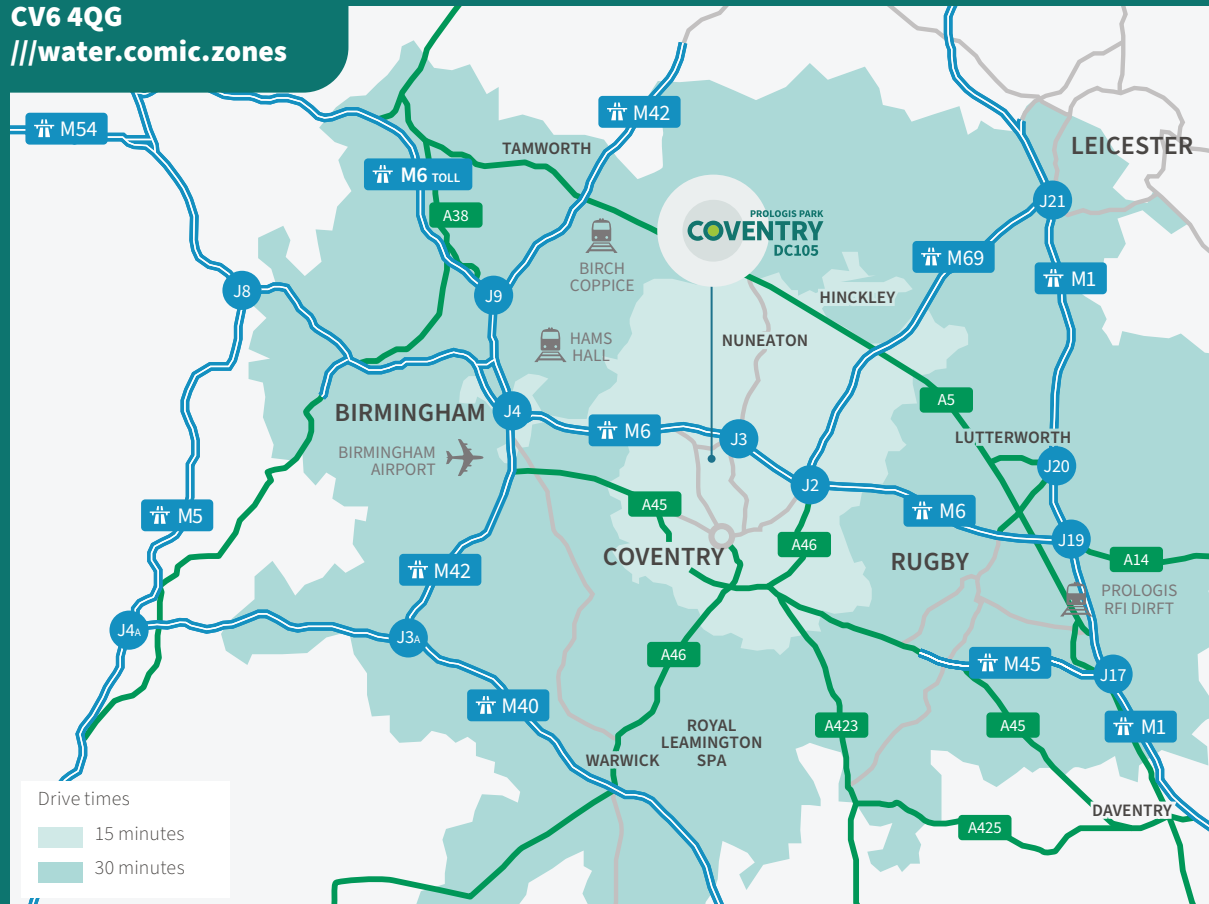 CV6 4QG
///water.comic.zones
M54
M42
TAMWORTH
LEICESTER
M6 TOLL
A38
J21
PROLOGIS PARK
COVENTRY
DC105
BIRCH
COPPICE
M69
M1
J8
J9
HINCKLEY
HAMS
HALL
NUNEATON
A5
BIRMINGHAM
J4
M6
J3
LUTTERWORTH
BIRMINGHAM
AIRPORT
J20
J2
M5
A45
M6
A46
J19
COVENTRY
RUGBY
A14
M42
PROLOGIS
RFI DIRFT
J4A
J3A
A46
M45
J17
M40
ROYAL
LEAMINGTON
SPA
A423
A45
M1
WARWICK
Drive times
15 minutes
30 minutes
DAVENTRY
A425